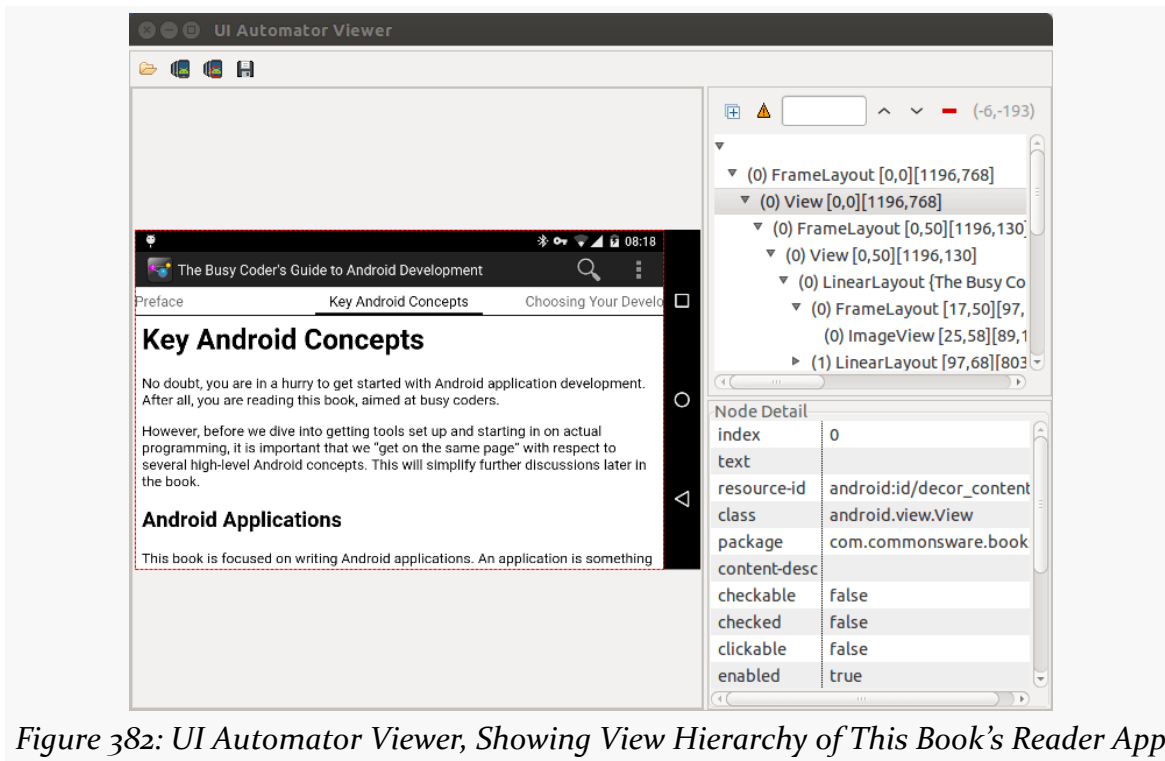 UI Automator Viewer
(-6,-193)
(0) FrameLayout [0,0][1196,768]
(0) View [0,0][1196,768]
(0) FrameLayout [0,50][1196,130]
(0) View [0,50][1196,130]
(0) LinearLayout {The Busy Co
(0) FrameLayout [17,50][97,
(0) ImageView [25,58][89,1
(1) LinearLayout [97,68][803
08:18
The Busy Coder's Guide to Android Development
Preface Key Android Concepts Choosing Your Develo
Key Android Concepts
No doubt, you are in a hurry to get started with Android application development.
After all, you are reading this book, aimed at busy coders.
However, before we dive into getting tools set up and starting in on actual
programming, it is important that we “get on the same page” with respect to
several high-level Android concepts. This will simplify further discussions later in
the book.
Android Applications
This book is focused on writing Android applications. An application is something
Node Detail
index 0
text
resource-id android:id/decor_content
class android.view.View
package com.commonsware.book
content-desc
checkable false
checked false
clickable false
enabled true
Figure 382: UI Automator Viewer, Showing View Hierarchy of This Book’s Reader App